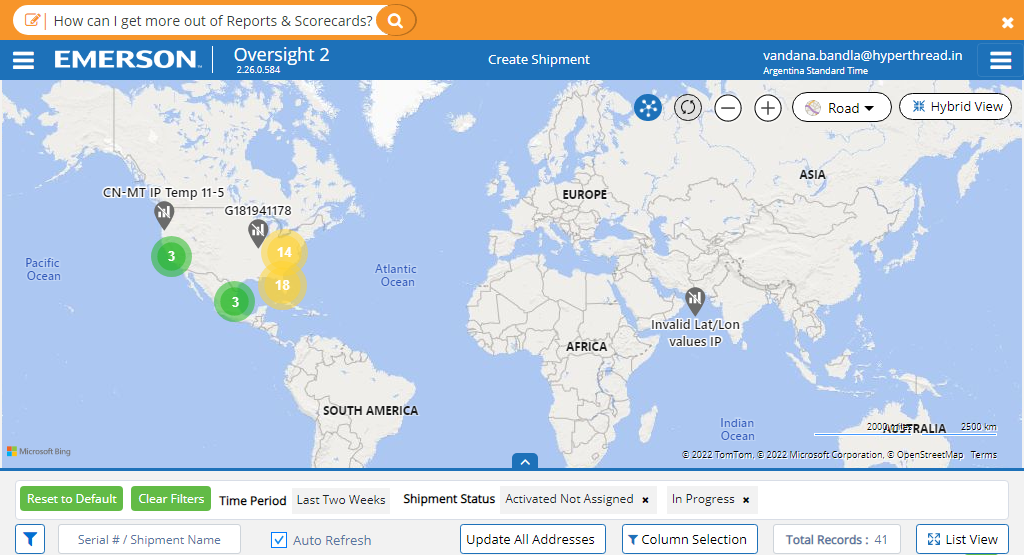 How can I get more out of Reports & Scorecards?
EMERSON
Oversight 2
2.26.0.584
Create Shipment
vandana.bandla@hyperthread.in
Argentina Standard Time
Road
Hybrid View
ASIA
CN-MT IP Temp 11-5
EUROPE
G181941178
14
3
Pacific
Ocean
Atlantic
Ocean
18
3
Invalid Lat/Lon
values IP
AFRICA
SOUTH AMERICA
Indian
Ocean
2000 miles
AUSTRALIA
2500 km
Microsoft Bing
© 2022 TomTom, © 2022 Microsoft Corporation, © OpenStreetMap Terms
Reset to Default
Clear Filters
Time Period
Last Two Weeks
Shipment Status
Activated Not Assigned ×
In Progress ×
Serial # / Shipment Name
Auto Refresh
Update All Addresses
Column Selection
Total Records : 41
List View